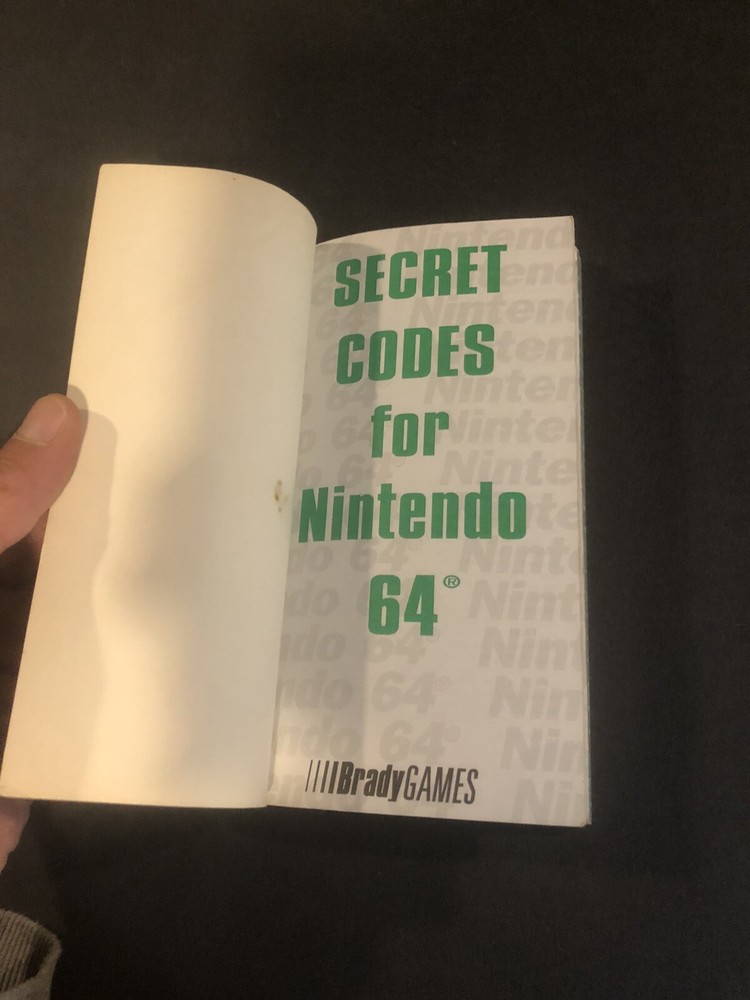 SECRET
CODES
for
Nintendo
64®
BradyGAMES